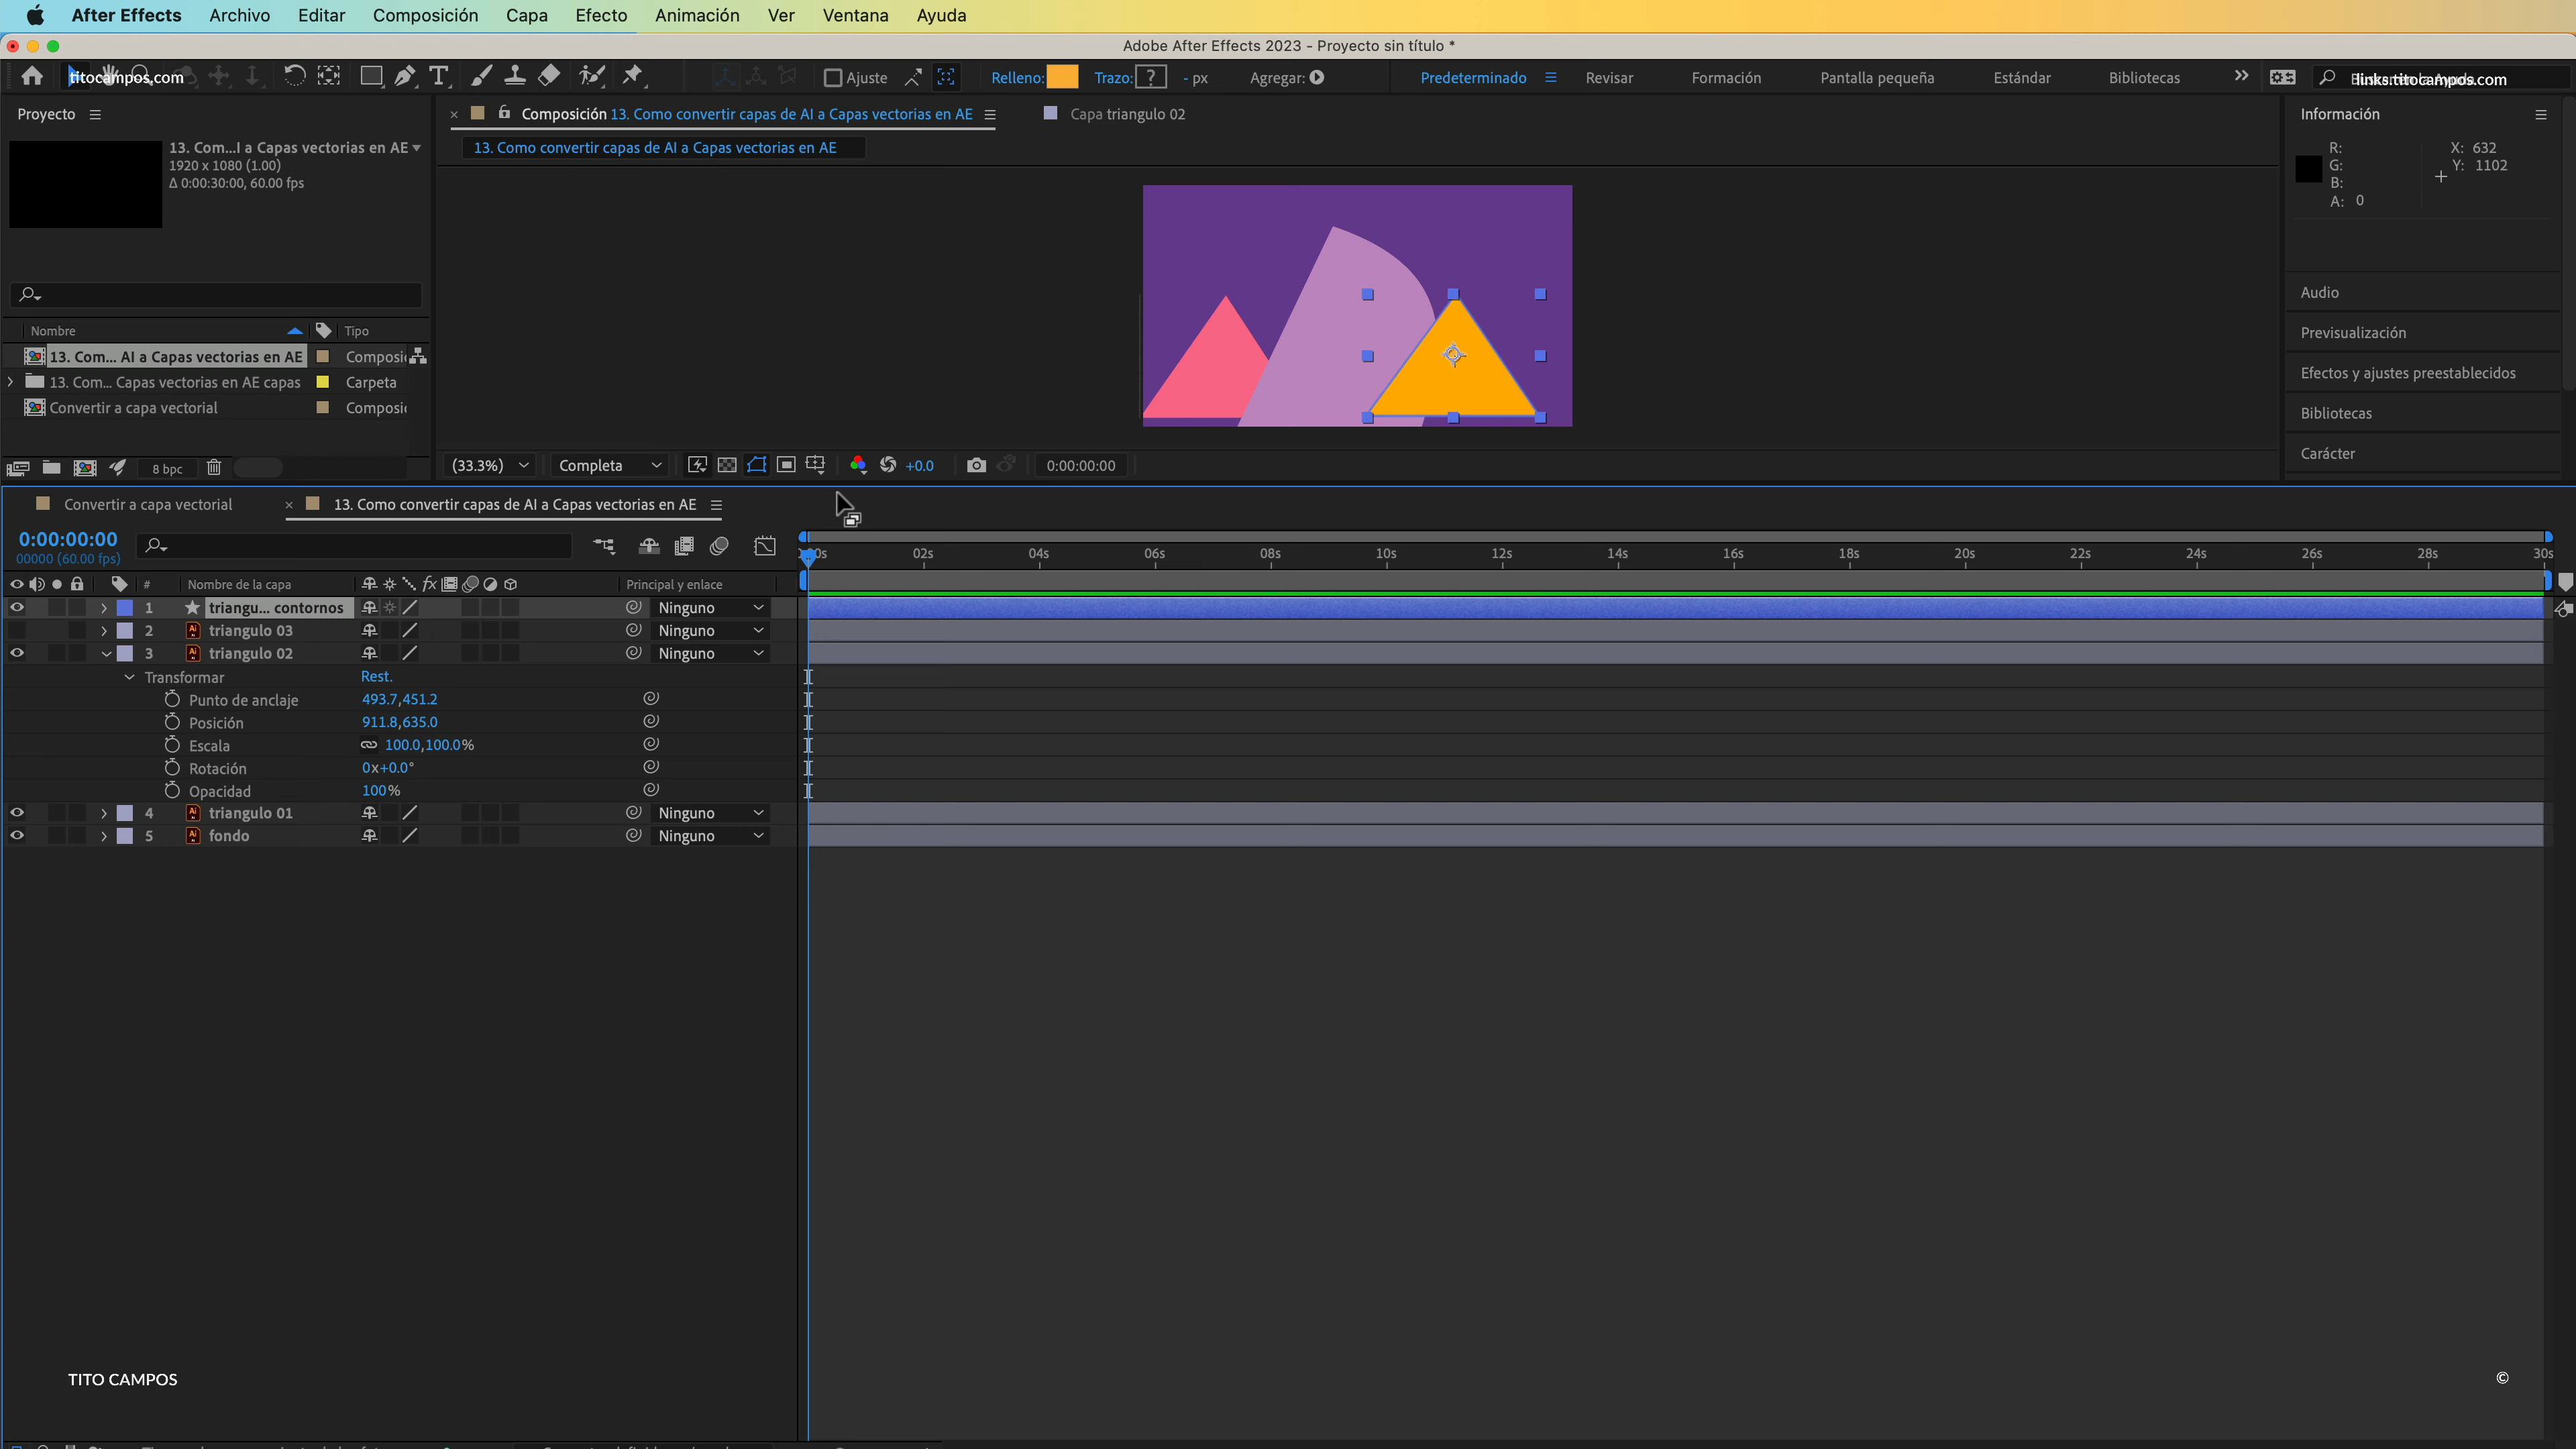 After Effects Archivo Editar Composición Capa Efecto Animación Ver Ventana Ayuda
Adobe After Effects 2023 - Proyecto sin título *
titocampos.com T Ajuste Relleno: Trazo: ? - px Agregar: Predeterminado Revisar Formación Pantalla pequeña Estándar Bibliotecas links.titocampos.com
Proyecto
Composición 13. Como convertir capas de AI a Capas vectorias en AE
Capa triangulo 02
Información
13. Com...I a Capas vectorias en AE
1920 x 1080 (1.00)
Δ 0:00:30:00, 60.00 fps
13. Como convertir capas de AI a Capas vectorias en AE
R: X: 632
G: Y: 1102
B:
A: 0
Nombre Tipo
13. Com... AI a Capas vectorias en AE Composic
13. Com... Capas vectorias en AE capas Carpeta
Convertir a capa vectorial Composic
Audio
Previsualización
Efectos y ajustes preestablecidos
Bibliotecas
Carácter
8 bpc
(33.3%) Completa +0.0 0:00:00:00
Convertir a capa vectorial
13. Como convertir capas de AI a Capas vectorias en AE
0:00:00:00
00000 (60.00 fps)
02s 04s 06s 08s 10s 12s 14s 16s 18s 20s 22s 24s 26s 28s 30s
# Nombre de la capa fx Principal y enlace
1 triangu... contornos Ninguno
2 Ai triangulo 03 Ninguno
3 Ai triangulo 02 Ninguno
Transformar Rest.
Punto de anclaje 493.7,451.2
Posición 911.8,635.0
Escala 100.0,100.0%
Rotación 0x+0.0°
Opacidad 100%
4 Ai triangulo 01 Ninguno
5 Ai fondo Ninguno
TITO CAMPOS
©